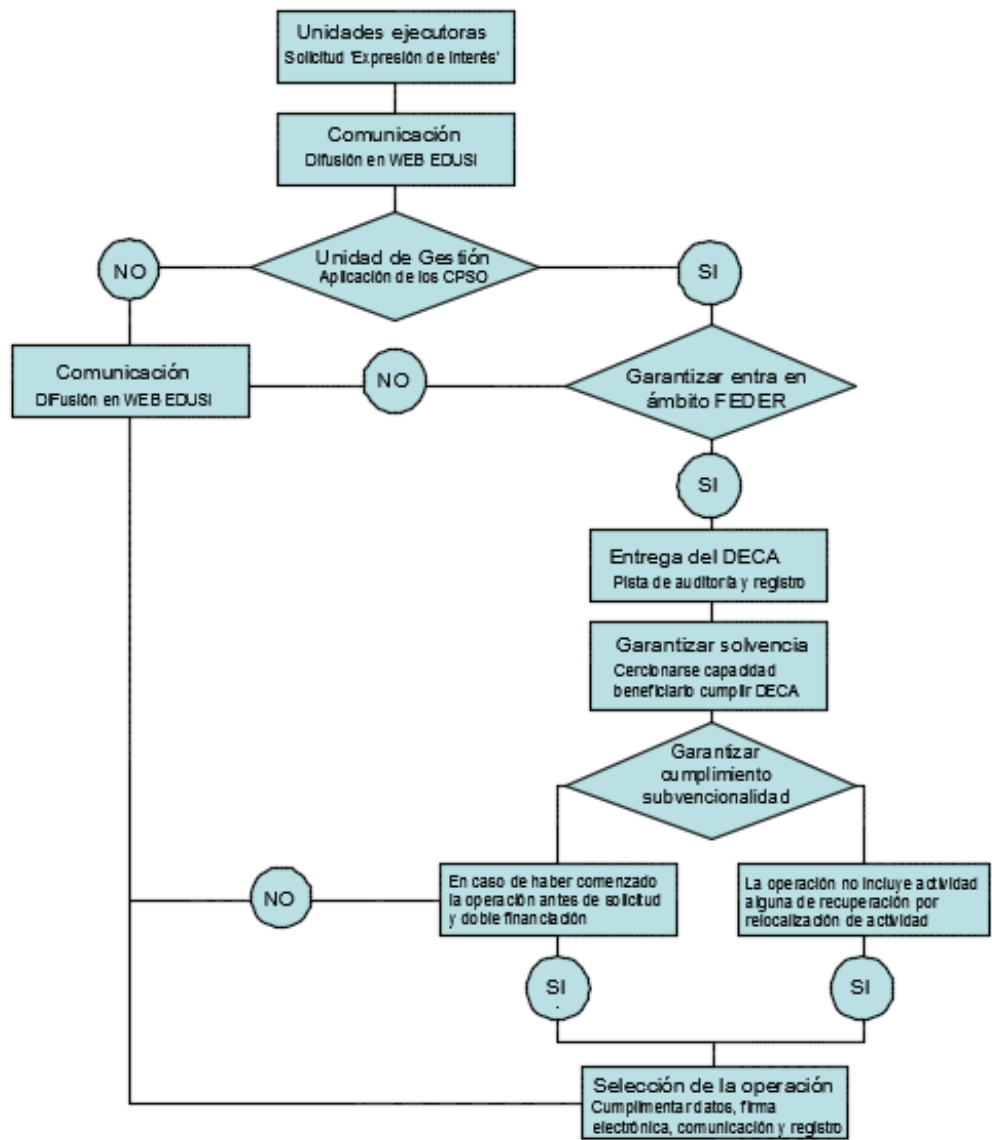 Unidades ejecutoras
Solicitud 'Expresión de interés'
Comunicación
Difusión en WEB EDUSI
Unidad de Gestión
Aplicación de los CPSO
NO
SI
Comunicación
DIFusión en WEB EDUSI
NO
Garantizar entra en
ámbito FEDER
SI
Entrega del DECA
Pista de auditoría y registro
Garantizar solvencia
Cercionarse capacidad
beneficiario cumplir DECA
Garantizar
cumplimiento
subvencionalidad
NO
En caso de haber comenzado
la operación antes de solicitud
y doble financiación
La operación no incluye actividad
alguna de recuperación por
relocalización de actividad
SI
SI
Selección de la operación
Cumplimentar datos, firma
electrónica, comunicación y registro